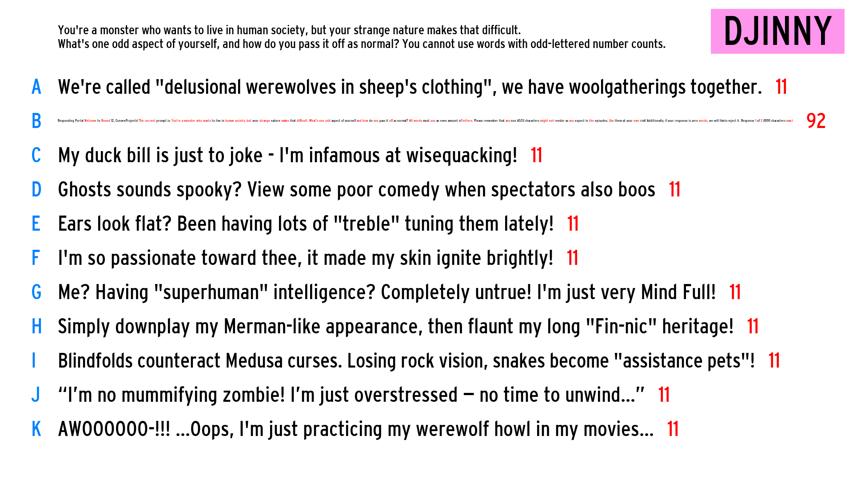 You're a monster who wants to live in human society, but your strange nature makes that difficult.
What's one odd aspect of yourself, and how do you pass it off as normal? You cannot use words with odd-lettered number counts.
DJINNY
A We're called "delusional werewolves in sheep's clothing", we have woolgatherings together. 11
B 92
C My duck bill is just to joke - I'm infamous at wisequacking! 11
D Ghosts sounds spooky? View some poor comedy when spectators also boos 11
E Ears look flat? Been having lots of "treble" tuning them lately! 11
F I'm so passionate toward thee, it made my skin ignite brightly! 11
G Me? Having "superhuman" intelligence? Completely untrue! I'm just very Mind Full! 11
H Simply downplay my Merman-like appearance, then flaunt my long "Fin-nic" heritage! 11
I Blindfolds counteract Medusa curses. Losing rock vision, snakes become "assistance pets"! 11
J “I’m no mummifying zombie! I’m just overstressed – no time to unwind...” 11
K AWOOOOOO-!!! ...Oops, I'm just practicing my werewolf howl in my movies... 11